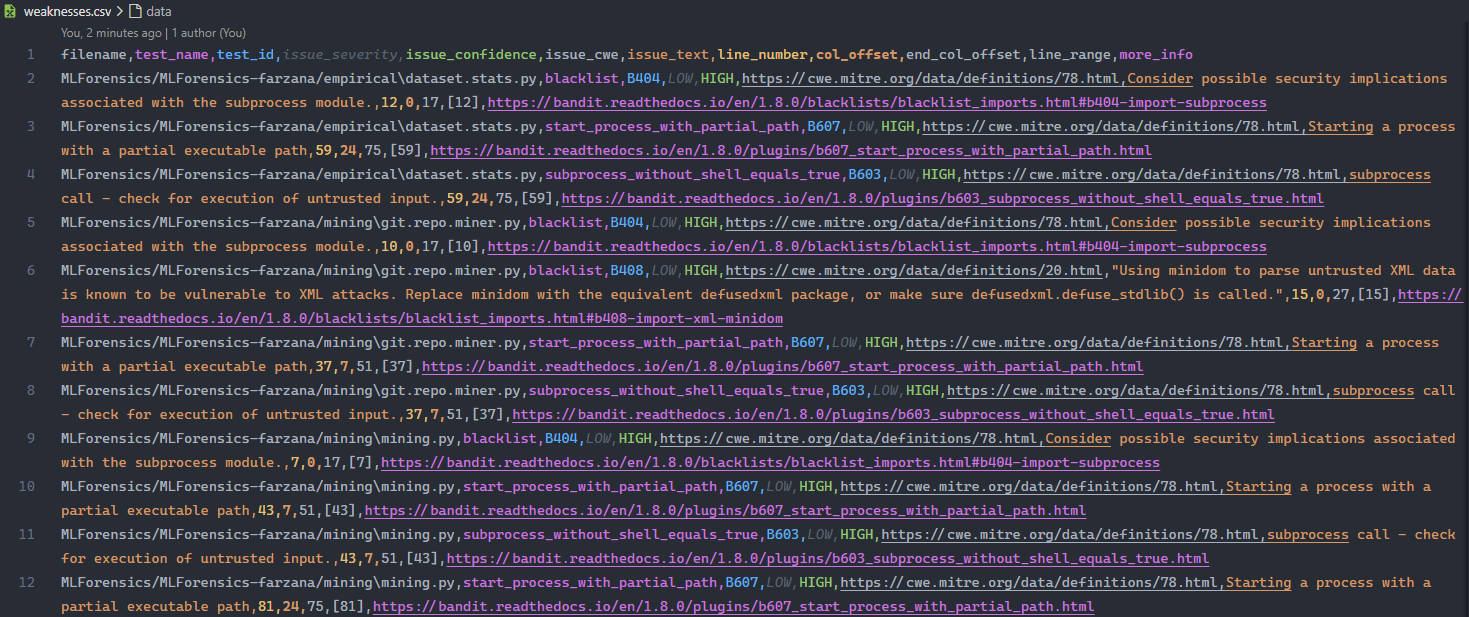 weaknesses.csv > data
You, 2 minutes ago | 1 author (You)
1 filename,test_name,test_id,issue_severity,issue_confidence,issue_cwe,issue_text,line_number,col_offset,end_col_offset,line_range,more_info
2 MLForensics/MLForensics-farzana/empirical\dataset.stats.py,blacklist,B404,LOW,HIGH,https://cwe.mitre.org/data/definitions/78.html,Consider possible security implications
associated with the subprocess module.,12,0,17,[12],https://bandit.readthedocs.io/en/1.8.0/blacklists/blacklist_imports.html#b404-import-subprocess
3 MLForensics/MLForensics-farzana/empirical\dataset.stats.py,start_process_with_partial_path,B607,LOW,HIGH,https://cwe.mitre.org/data/definitions/78.html,Starting a process
with a partial executable path,59,24,75,[59],https://bandit.readthedocs.io/en/1.8.0/plugins/b607_start_process_with_partial_path.html
4 MLForensics/MLForensics-farzana/empirical\dataset.stats.py,subprocess_without_shell_equals_true,B603,LOW,HIGH,https://cwe.mitre.org/data/definitions/78.html,subprocess
call - check for execution of untrusted input.,59,24,75,[59],https://bandit.readthedocs.io/en/1.8.0/plugins/b603_subprocess_without_shell_equals_true.html
5 MLForensics/MLForensics-farzana/mining\git.repo.miner.py,blacklist,B404,LOW,HIGH,https://cwe.mitre.org/data/definitions/78.html,Consider possible security implications
associated with the subprocess module.,10,0,17,[10],https://bandit.readthedocs.io/en/1.8.0/blacklists/blacklist_imports.html#b404-import-subprocess
6 MLForensics/MLForensics-farzana/mining\git.repo.miner.py,blacklist,B408,LOW,HIGH,https://cwe.mitre.org/data/definitions/20.html,"Using minidom to parse untrusted XML data
is known to be vulnerable to XML attacks. Replace minidom with the equivalent defusedxml package, or make sure defusedxml.defuse_stdlib() is called.",15,0,27,[15],https://
bandit.readthedocs.io/en/1.8.0/blacklists/blacklist_imports.html#b408-import-xml-minidom
7 MLForensics/MLForensics-farzana/mining\git.repo.miner.py,start_process_with_partial_path,B607,LOW,HIGH,https://cwe.mitre.org/data/definitions/78.html,Starting a process
with a partial executable path,37,7,51,[37],https://bandit.readthedocs.io/en/1.8.0/plugins/b607_start_process_with_partial_path.html
8 MLForensics/MLForensics-farzana/mining\git.repo.miner.py,subprocess_without_shell_equals_true,B603,LOW,HIGH,https://cwe.mitre.org/data/definitions/78.html,subprocess call
- check for execution of untrusted input.,37,7,51,[37],https://bandit.readthedocs.io/en/1.8.0/plugins/b603_subprocess_without_shell_equals_true.html
9 MLForensics/MLForensics-farzana/mining\mining.py,blacklist,B404,LOW,HIGH,https://cwe.mitre.org/data/definitions/78.html,Consider possible security implications associated
with the subprocess module.,7,0,17,[7],https://bandit.readthedocs.io/en/1.8.0/blacklists/blacklist_imports.html#b404-import-subprocess
10 MLForensics/MLForensics-farzana/mining\mining.py,start_process_with_partial_path,B607,LOW,HIGH,https://cwe.mitre.org/data/definitions/78.html,Starting a process with a
partial executable path,43,7,51,[43],https://bandit.readthedocs.io/en/1.8.0/plugins/b607_start_process_with_partial_path.html
11 MLForensics/MLForensics-farzana/mining\mining.py,subprocess_without_shell_equals_true,B603,LOW,HIGH,https://cwe.mitre.org/data/definitions/78.html,subprocess call - check
for execution of untrusted input.,43,7,51,[43],https://bandit.readthedocs.io/en/1.8.0/plugins/b603_subprocess_without_shell_equals_true.html
12 MLForensics/MLForensics-farzana/mining\mining.py,start_process_with_partial_path,B607,LOW,HIGH,https://cwe.mitre.org/data/definitions/78.html,Starting a process with a
partial executable path,81,24,75,[81],https://bandit.readthedocs.io/en/1.8.0/plugins/b607_start_process_with_partial_path.html